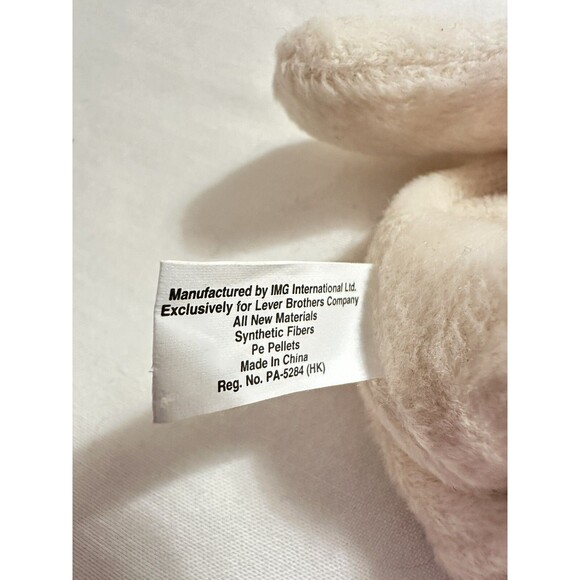 Manufactured by IMG International Ltd.
Exclusively for Lever Brothers Company
All New Materials
Synthetic Fibers
Pe Pellets
Made In China
Reg. No. PA-5284 (HK)